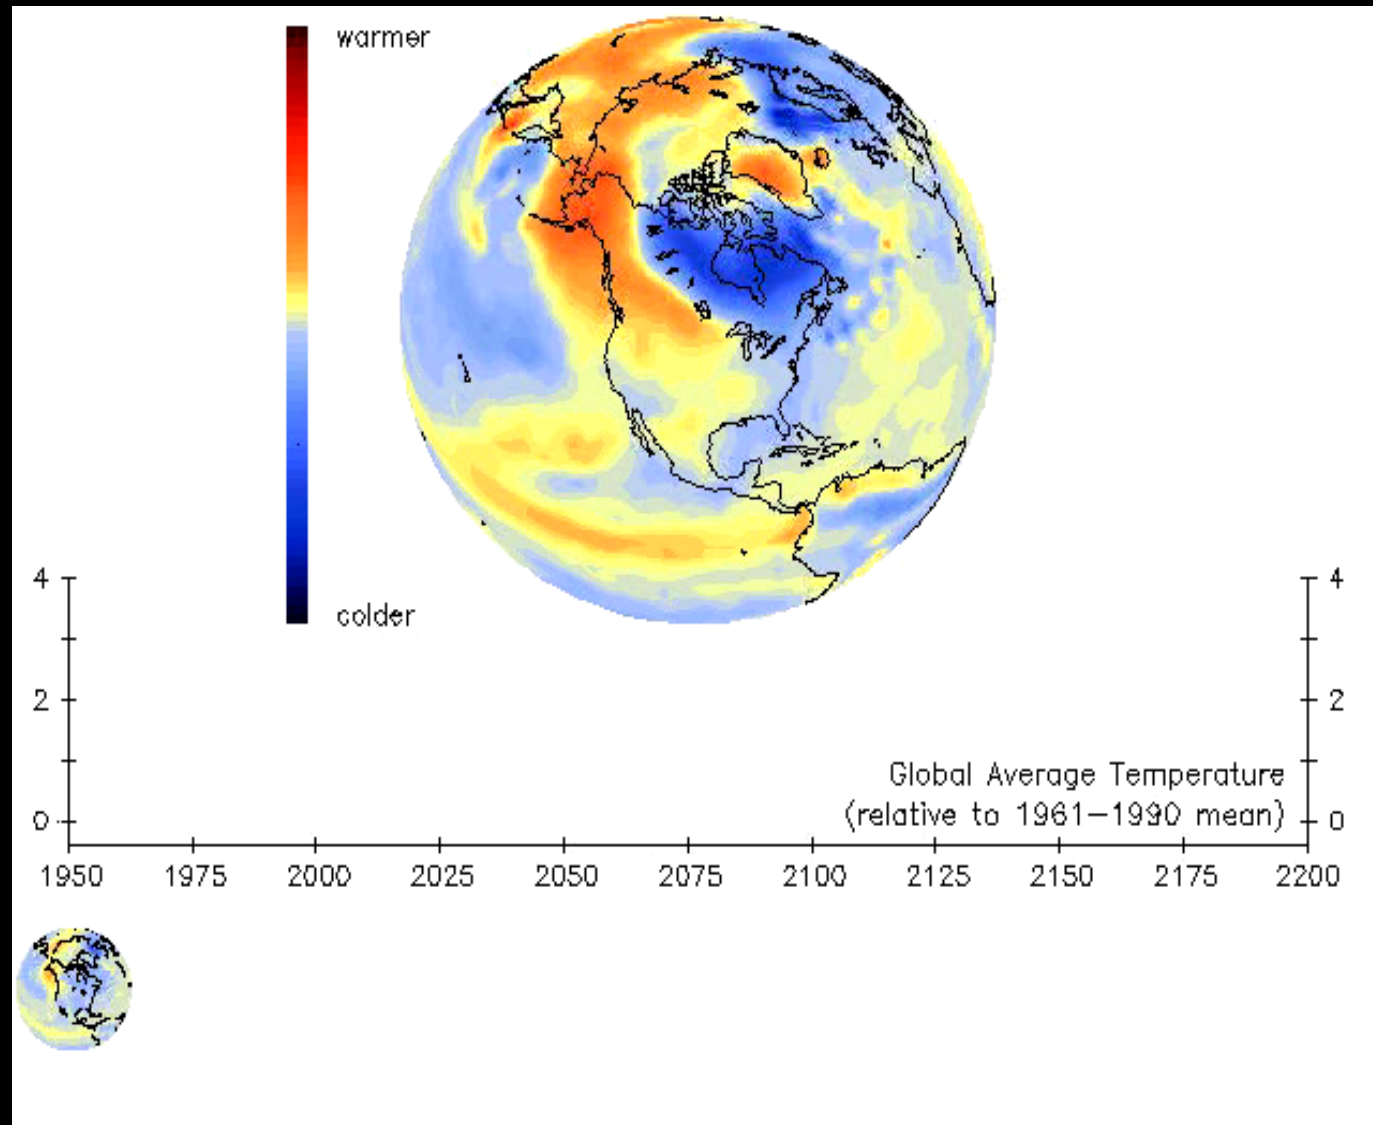 warmer
colder
4 4
2 2
Global Average Temperature
(relative to 1961-1990 mean)
0 0
1950 1975 2000 2025 2050 2075 2100 2125 2150 2175 2200